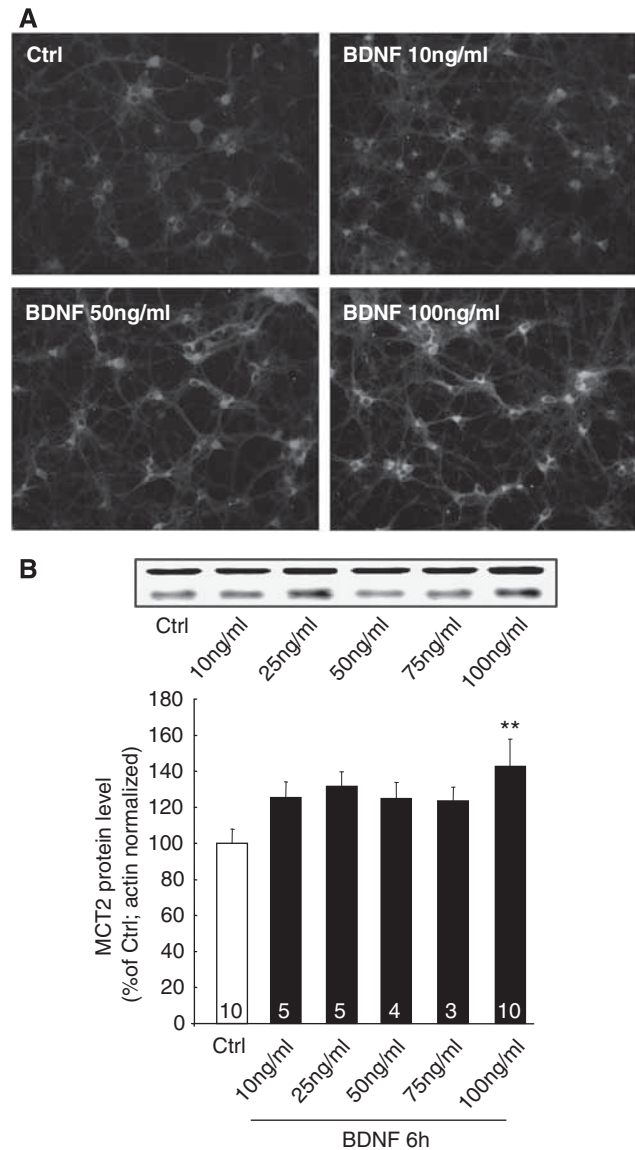 A
Ctrl
BDNF 10ng/ml
BDNF 50ng/ml
BDNF 100ng/ml
B
Ctrl
10ng/ml
25ng/ml
50ng/ml
75ng/ml
100ng/ml
MCT2 protein level
(%of Ctrl; actin normalized)
180
160
140
120
100
80
60
40
20
0
**
10
5
5
4
3
10
Ctrl
10ng/ml
25ng/ml
50ng/ml
75ng/ml
100ng/ml
BDNF 6h